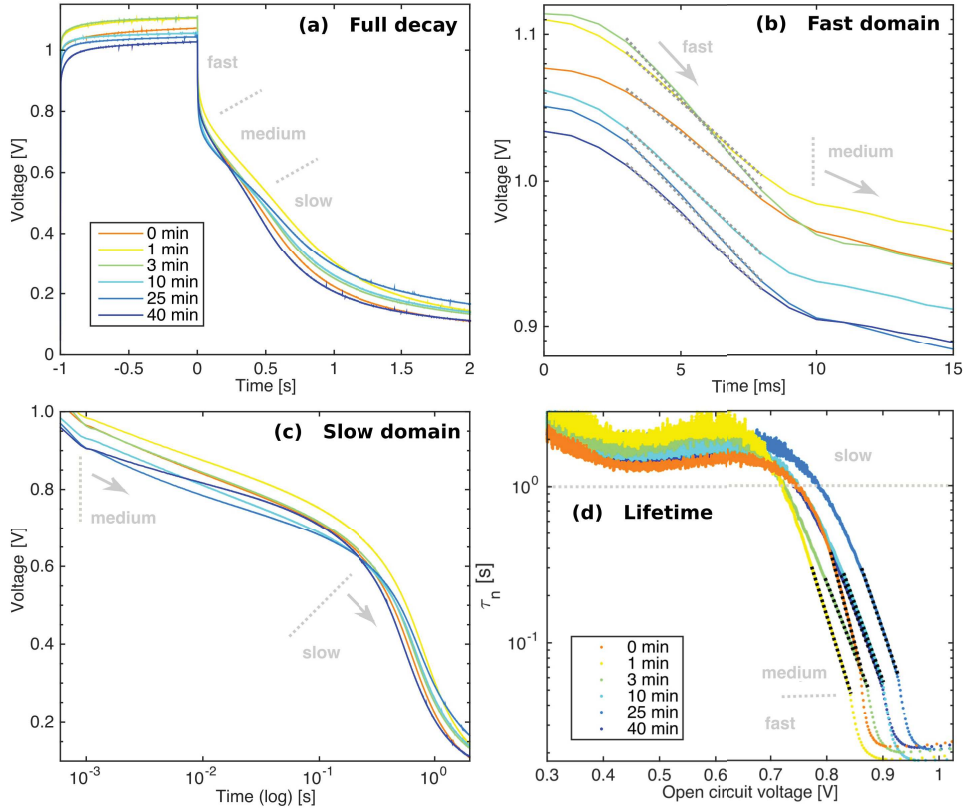 (a) Full decay
fast
medium
slow
0 min
1 min
3 min
10 min
25 min
40 min
Voltage [V]
1
0.8
0.6
0.4
0.2
0
-1
-0.5
0
0.5
1
1.5
2
Time [s]
(b) Fast domain
fast
medium
Voltage [V]
1.1
1.0
0.9
0
5
10
15
Time [ms]
(c) Slow domain
medium
slow
Voltage [V]
1.0
0.8
0.6
0.4
0.2
10⁻³
10⁻²
10⁻¹
10⁰
Time (log) [s]
slow
(d) Lifetime
0 min
1 min
3 min
10 min
25 min
40 min
medium
fast
τn [s]
10⁰
10⁻¹
0.3
0.4
0.5
0.6
0.7
0.8
0.9
1
Open circuit voltage [V]